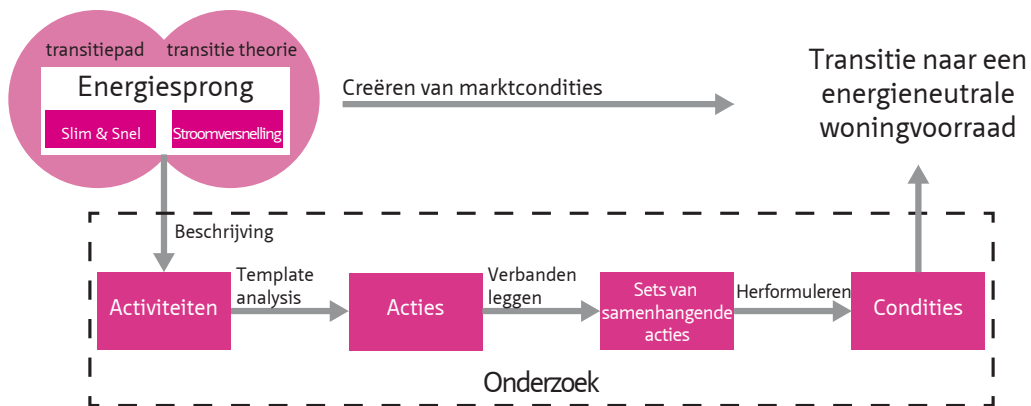 transitiepad
transitie theorie
Energiesprong
Slim & Snel
Stroomversnelling
Creëren van marktcondities
Transitie naar een
energieneutrale
woningvoorraad
Beschrijving
Activiteiten
Template
analysis
Acties
Verbanden
leggen
Sets van
samenhangende
acties
Herformuleren
Condities
Onderzoek